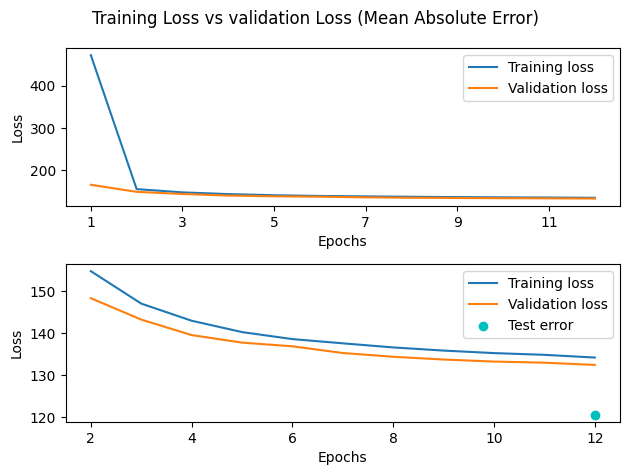 Training Loss vs validation Loss (Mean Absolute Error)
400
300
200
Loss
Training loss
Validation loss
1 3 5 7 9 11
Epochs
150
140
130
120
Loss
Training loss
Validation loss
Test error
2 4 6 8 10 12
Epochs